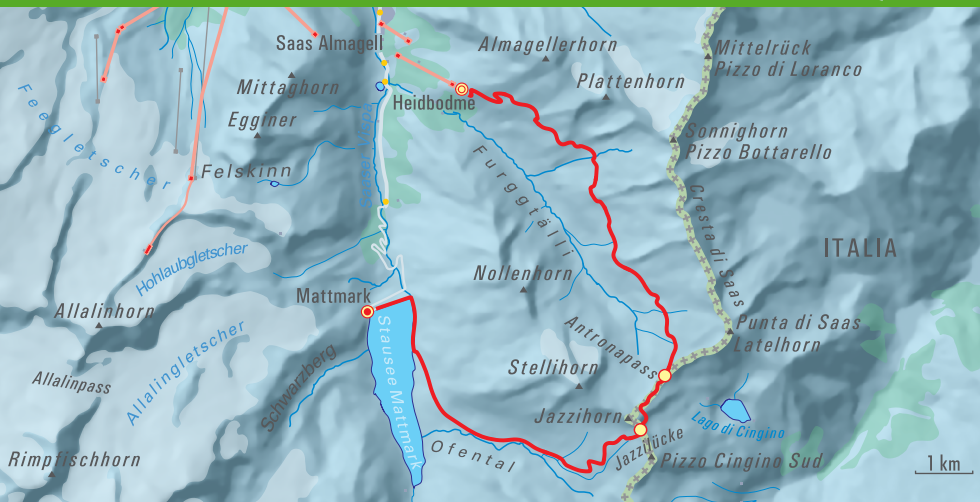 Saas Almagell
Almagellerhorn
Mittelrück
Pizzo di Loranco
Plattenhorn
Mittaghorn
Heidbodme
Feegletscher
Egginer
Sonnighorn
Pizzo Bottarello
Felskinn
Furggtälli
Cresta di Saas
ITALIA
Hohlaubgletscher
Nollenhorn
Mattmark
Allalinhorn
Antronapass
Punta di Saas
Latelhorn
Allalingletscher
Stausee Mattmark
Schwarzberg
Stellihorn
Allalinpass
Jazzihorn
Lago di Cingino
Ofental
Jazzilücke
Rimpfischhorn
Pizzo Cingino Sud
1 km